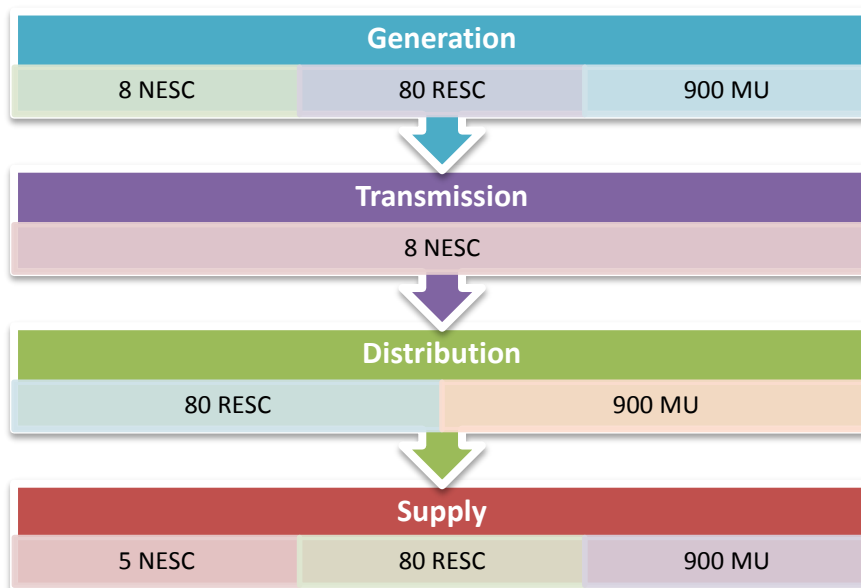 Generation
8 NESC 80 RESC 900 MU
Transmission
8 NESC
Distribution
80 RESC 900 MU
Supply
5 NESC 80 RESC 900 MU